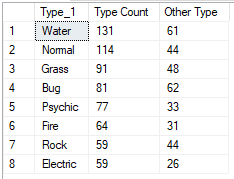 Type_1 Type Count Other Type
1 Water 131 61
2 Normal 114 44
3 Grass 91 48
4 Bug 81 62
5 Psychic 77 33
6 Fire 64 31
7 Rock 59 44
8 Electric 59 26